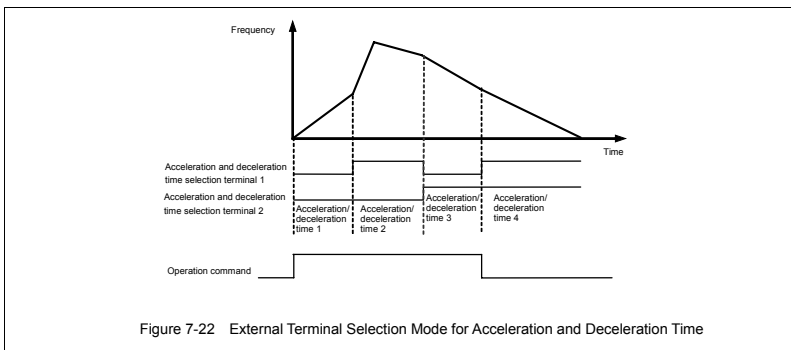 Frequency
Time
Acceleration and deceleration
time selection terminal 1
Acceleration and deceleration
time selection terminal 2
Acceleration/
deceleration
time 1
Acceleration/
deceleration
time 2
Acceleration/
deceleration
time 3
Acceleration/
deceleration
time 4
Operation command
Figure 7-22 External Terminal Selection Mode for Acceleration and Deceleration Time